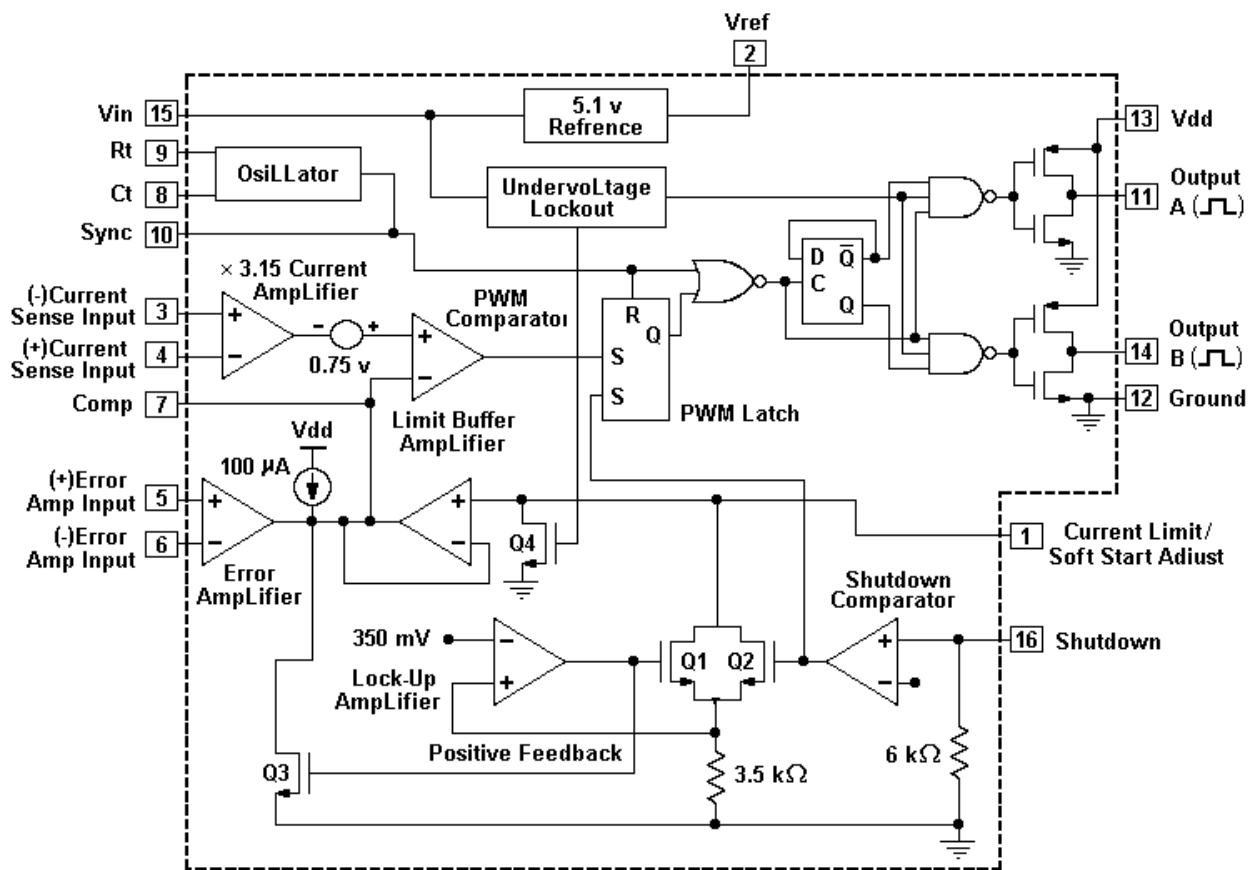 Vref
2
Vin 15
5.1 v
Refrence
13 Vdd
Rt 9
OsiLLator
Ct 8
UndervoLtage
Lockout
Output
11
A ( )
Sync 10
× 3.15 Current
AmpLifier
D Q̅
C
Q
(-)Current
Sense Input
3
+
−
− +
0.75 v
PWM
Comparator
+
−
R
Q
S
S
(+)Current
Sense Input
4
Output
14
B ( )
Comp 7
Limit Buffer
AmpLifier
PWM Latch
12 Ground
Vdd
100 µA
(+)Error
Amp Input
5
+
−
(-)Error
Amp Input
6
+
−
Q4
1
Current Limit/
Soft Start Adiust
Error
AmpLifier
Shutdown
Comparator
350 mV
−
+
Lock-Up
AmpLifier
Q1 Q2
+
−
16 Shutdown
Positive Feedback
Q3
3.5 kΩ
6 kΩ